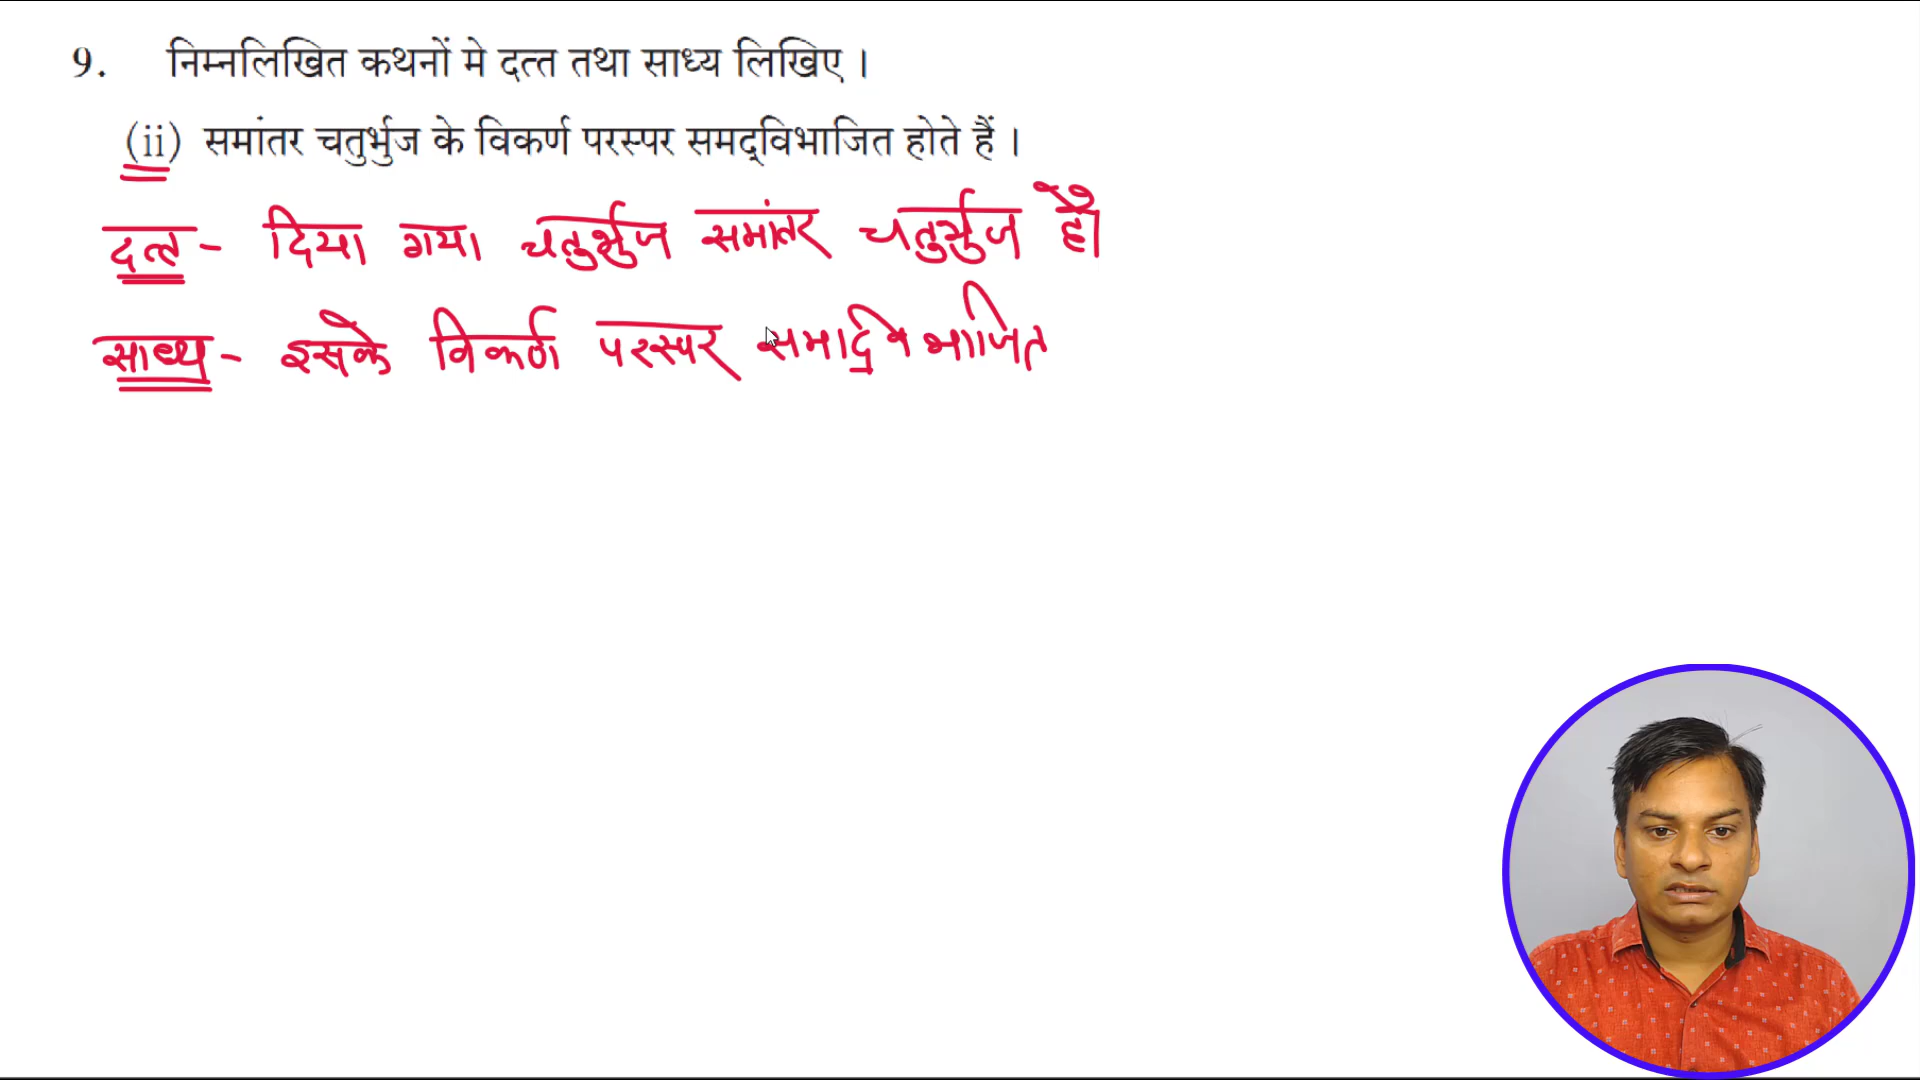 9. निम्नलिखित कथनों मे दत्त तथा साध्य लिखिए ।
(ii) समांतर चतुर्भुज के विकर्ण परस्पर समद्‌विभाजित होते हैं ।
दत्त - दिया गया चतुर्भुज समांतर चतुर्भुज है।
साध्य - इसके विकर्ण परस्पर समाद्विभाजित